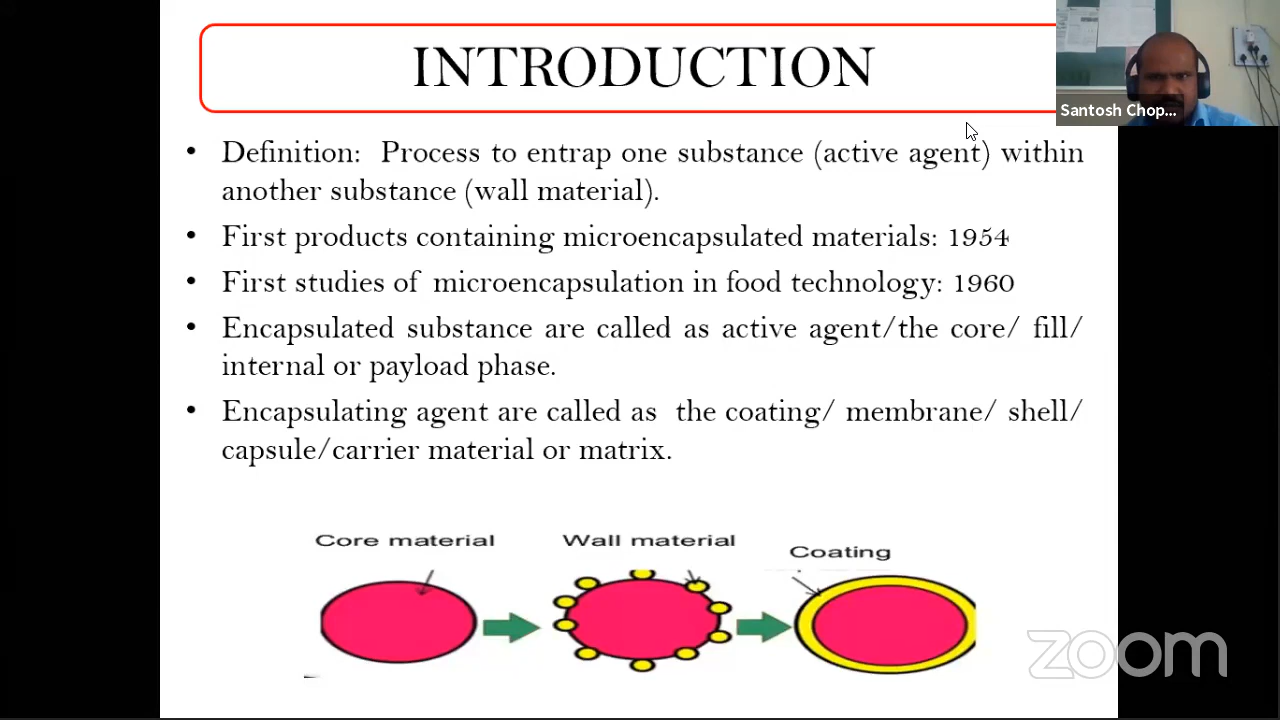 INTRODUCTION
Santosh Chop...
• Definition: Process to entrap one substance (active agent) within
another substance (wall material).
• First products containing microencapsulated materials: 1954
• First studies of microencapsulation in food technology: 1960
• Encapsulated substance are called as active agent/the core/ fill/
internal or payload phase.
• Encapsulating agent are called as the coating/ membrane/ shell/
capsule/carrier material or matrix.
Core material
Wall material
Coating
zoom